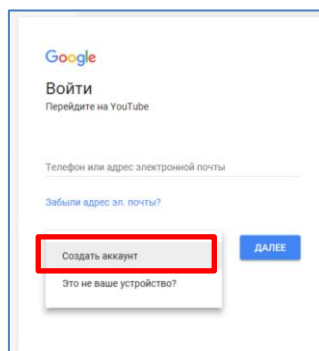 Google
Войти
Перейдите на YouTube
Телефон или адрес электронной почты
Забыли адрес эл. почты?
Создать аккаунт
ДАЛЕЕ
Это не ваше устройство?